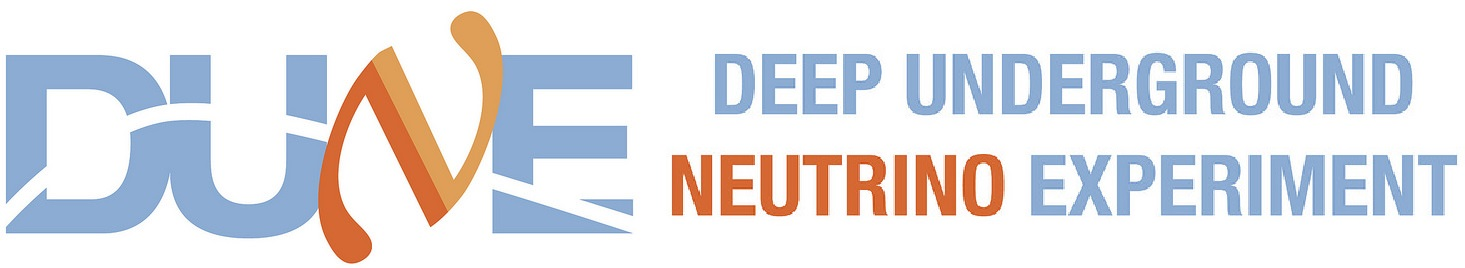 DUNE
DEEP UNDERGROUND
NEUTRINO EXPERIMENT